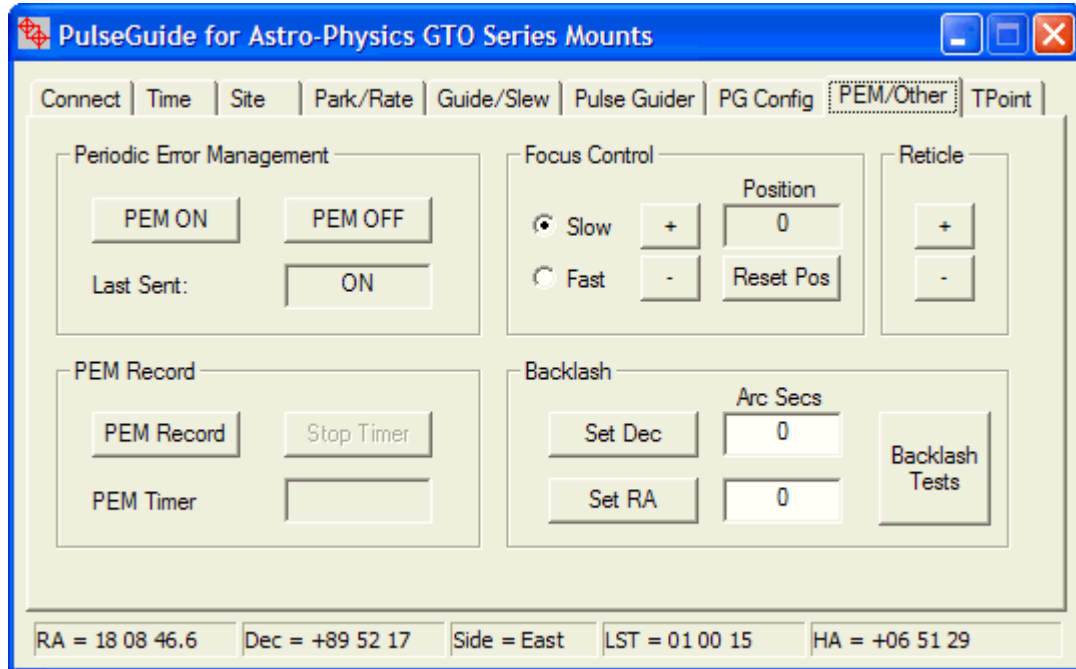 PulseGuide for Astro-Physics GTO Series Mounts
Connect Time Site Park/Rate Guide/Slew Pulse Guider PG Config PEM/Other TPoint
Periodic Error Management
PEM ON PEM OFF
Last Sent: ON
Focus Control
Position
Slow + 0
Fast - Reset Pos
Reticle
+
-
PEM Record
PEM Record Stop Timer
PEM Timer
Backlash
Arc Secs
Set Dec 0
Set RA 0
Backlash
Tests
RA = 18 08 46.6 Dec = +89 52 17 Side = East LST = 01 00 15 HA = +06 51 29